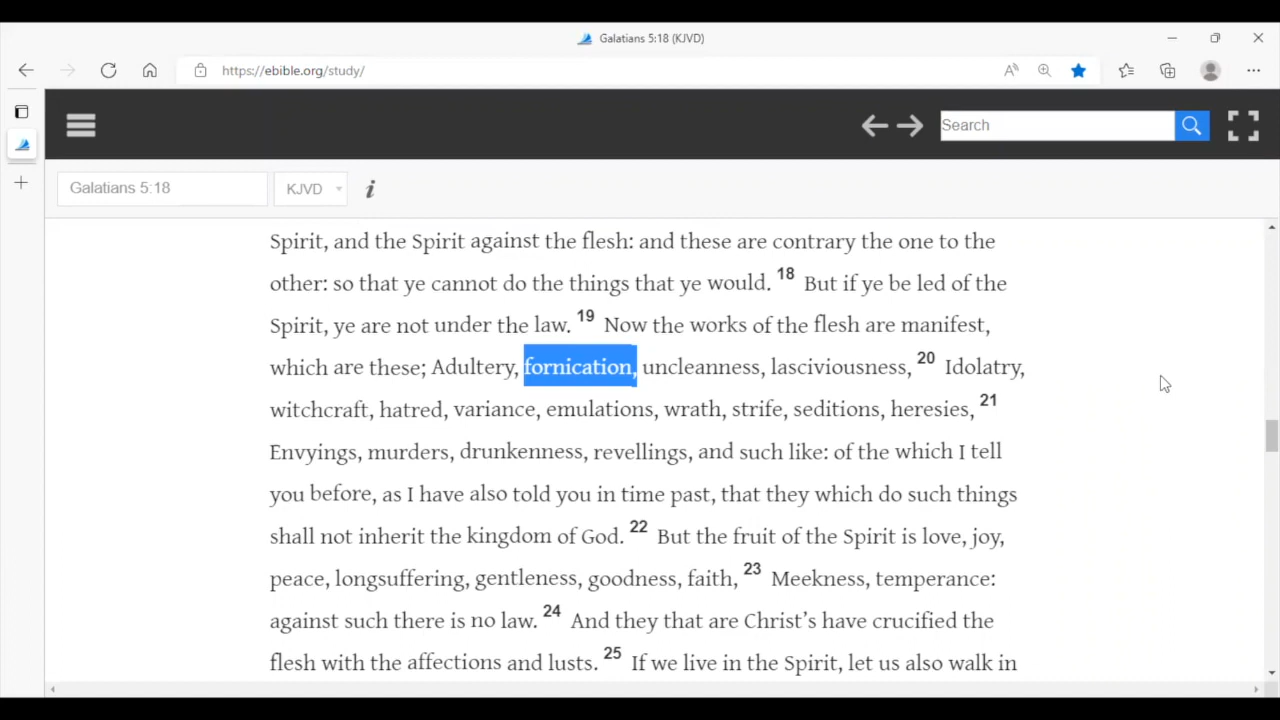 Galatians 5:18 (KJVD)
https://ebible.org/study/
Search
Galatians 5:18
KJVD
i
Spirit, and the Spirit against the flesh: and these are contrary the one to the
other: so that ye cannot do the things that ye would. 18 But if ye be led of the
Spirit, ye are not under the law. 19 Now the works of the flesh are manifest,
which are these; Adultery, fornication, uncleanness, lasciviousness, 20 Idolatry,
witchcraft, hatred, variance, emulations, wrath, strife, seditions, heresies, 21
Envyings, murders, drunkenness, revellings, and such like: of the which I tell
you before, as I have also told you in time past, that they which do such things
shall not inherit the kingdom of God. 22 But the fruit of the Spirit is love, joy,
peace, longsuffering, gentleness, goodness, faith, 23 Meekness, temperance:
against such there is no law. 24 And they that are Christ’s have crucified the
flesh with the affections and lusts. 25 If we live in the Spirit, let us also walk in